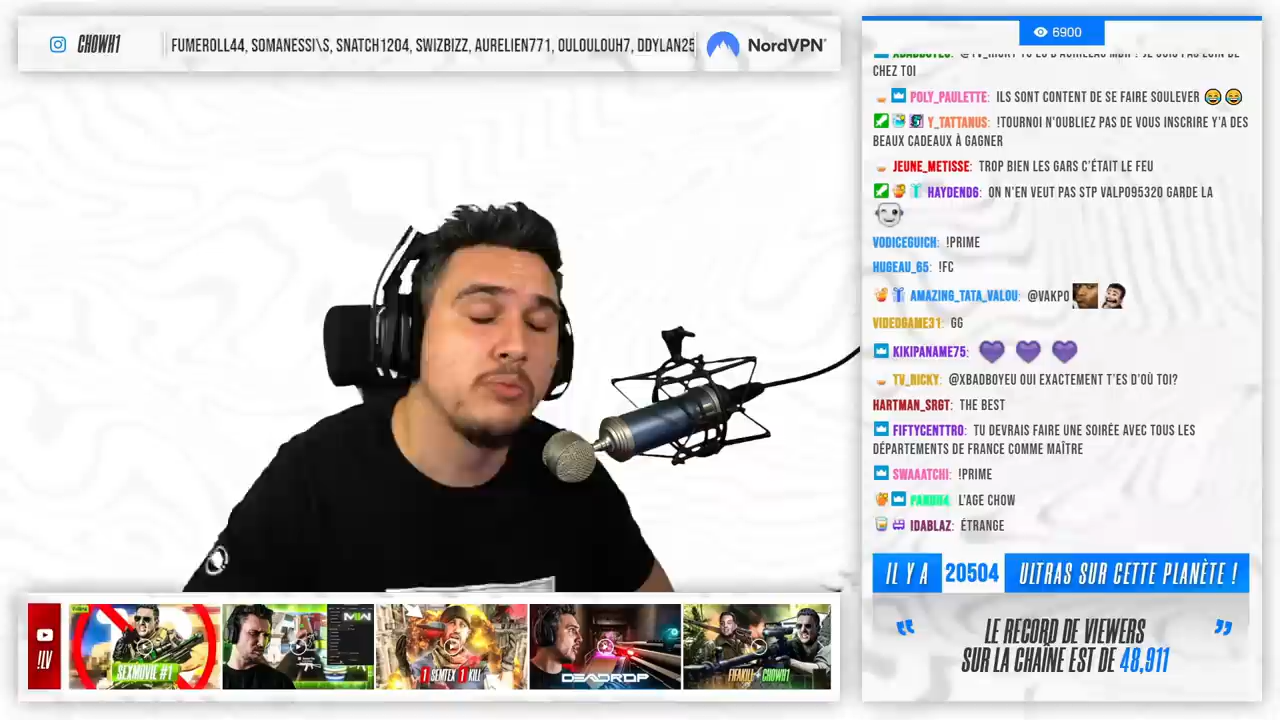 CHOWH1
FUMEROLL44, SOMANESSI\S, SNATCH1204, SWIZBIZZ, AURELIEN771, OULOULOUH7, DDYLAN25
NordVPN
6900
CHEZ TOI
POLY_PAULETTE: ILS SONT CONTENT DE SE FAIRE SOULEVER
Y_TATTANUS: !TOURNOI N'OUBLIEZ PAS DE VOUS INSCRIRE Y'A DES
BEAUX CADEAUX À GAGNER
JEUNE_METISSE: TROP BIEN LES GARS C'ÉTAIT LE FEU
HAYDEND6: ON N'EN VEUT PAS STP VALPO95320 GARDE LA
VODICEGUICH: !PRIME
HUGEAU_65: !FC
AMAZING_TATA_VALOU: @VAKPO
VIDEOGAME31: GG
KIKIPANAME75:
TV_RICKY: @XBADBOYEU OUI EXACTEMENT T'ES D'OÙ TOI?
HARTMAN_SRGT: THE BEST
FIFTYCENTTRO: TU DEVRAIS FAIRE UNE SOIRÉE AVEC TOUS LES
DÉPARTEMENTS DE FRANCE COMME MAÎTRE
SWAAATCHI: !PRIME
L'AGE CHOW
IDABLAZ: ÉTRANGE
IL Y A 20504 ULTRAS SUR CETTE PLANÈTE !
LE RECORD DE VIEWERS
SUR LA CHAINE EST DE 48,911
!LV
SEXMOVIE #1
MW
1 SEMTEX 1 KILL
DEADROP
FIFAKILL + CHOWH1